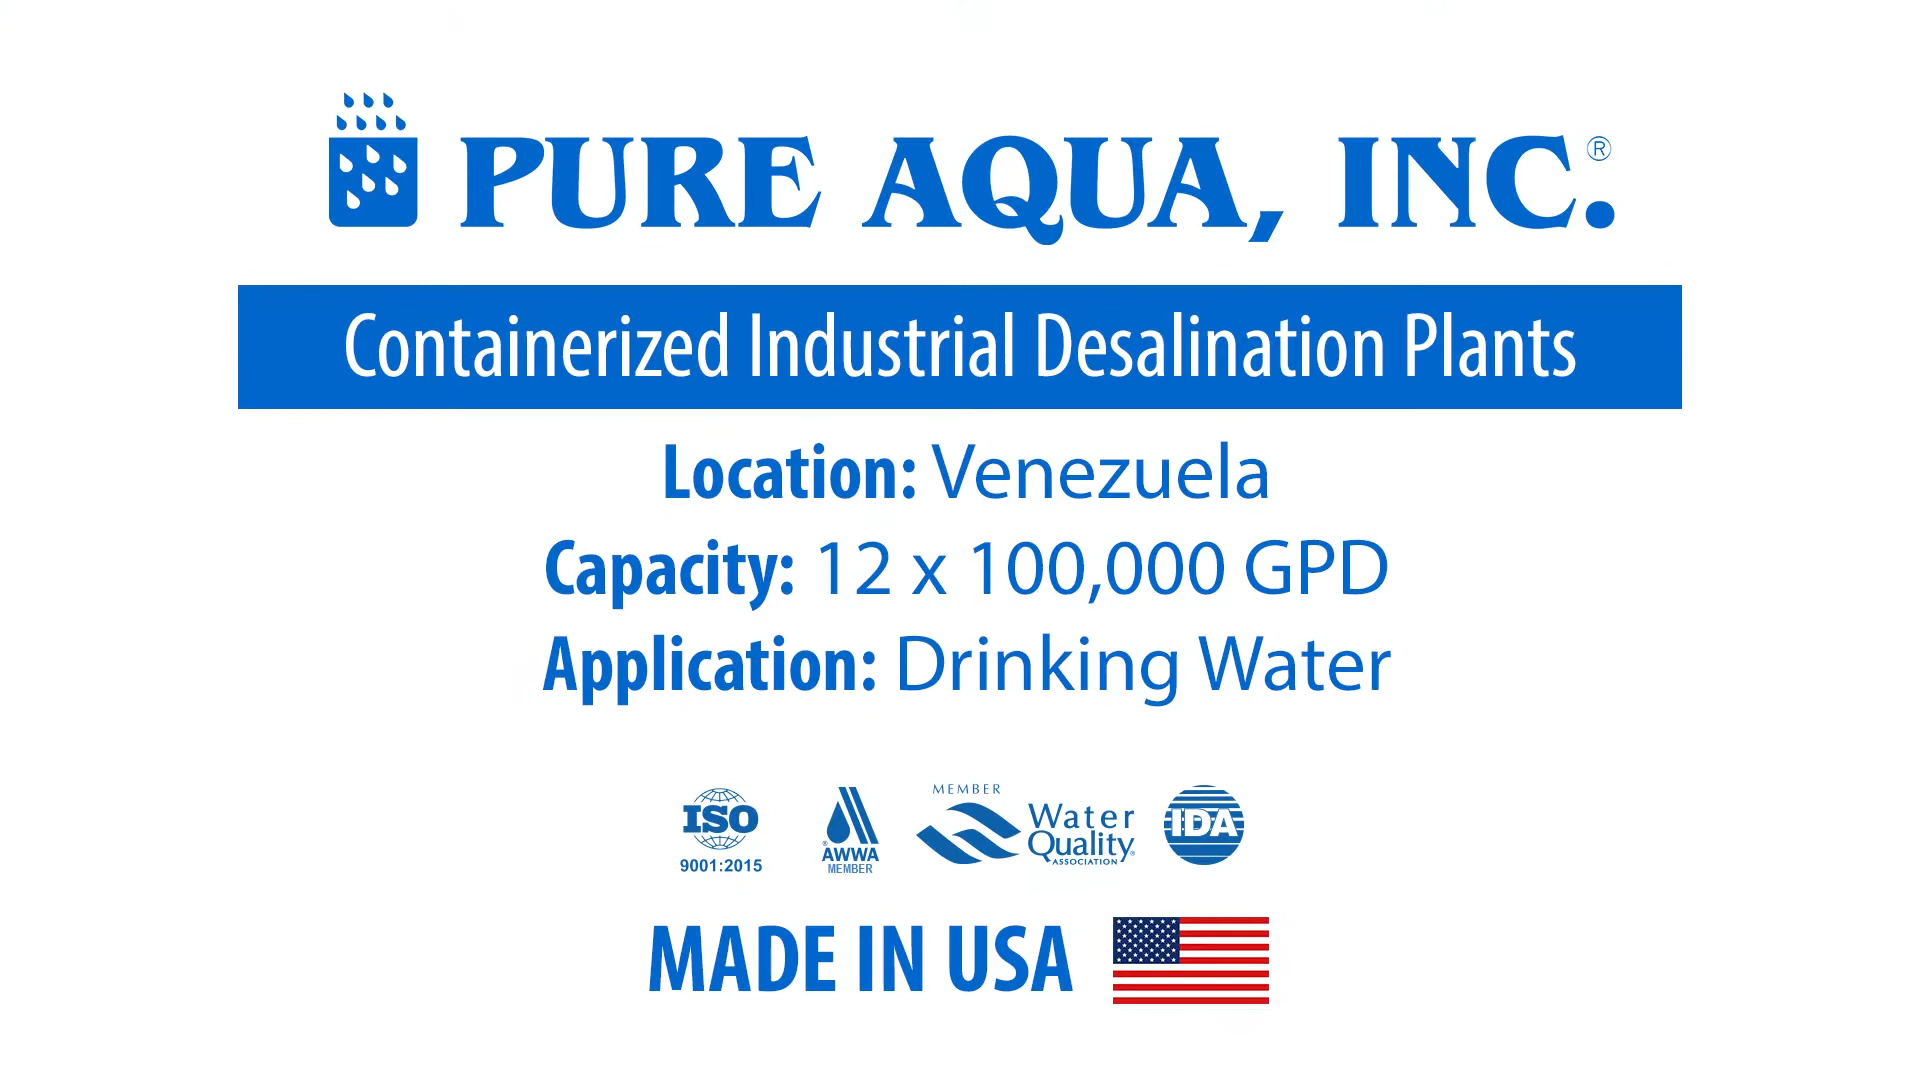 PURE AQUA, INC.®
Containerized Industrial Desalination Plants
Location: Venezuela
Capacity: 12 x 100,000 GPD
Application: Drinking Water
ISO
9001:2015
® AWWA
MEMBER
MEMBER
Water
Quality®
ASSOCIATION
IDA
MADE IN USA